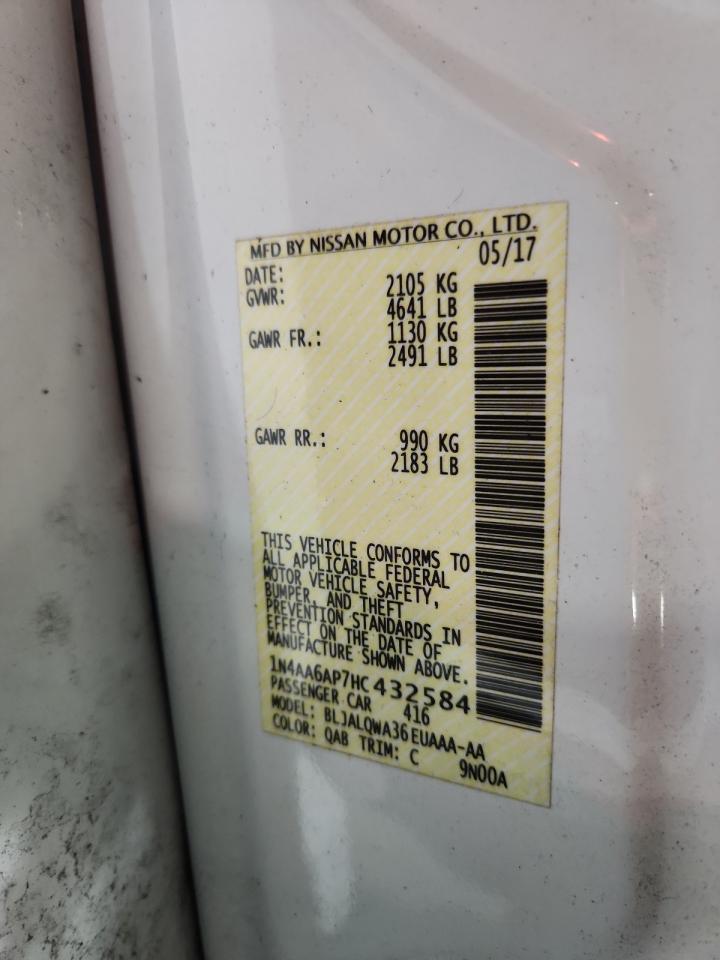 MFD BY NISSAN MOTOR CO., LTD.
DATE: 05/17
GVWR: 2105 KG
4641 LB
GAWR FR.: 1130 KG
2491 LB
GAWR RR.: 990 KG
2183 LB
THIS VEHICLE CONFORMS TO
ALL APPLICABLE FEDERAL
MOTOR VEHICLE SAFETY,
BUMPER, AND THEFT
PREVENTION STANDARDS IN
EFFECT ON THE DATE OF
MANUFACTURE SHOWN ABOVE.
1N4AA6AP7HC432584
PASSENGER CAR 416
MODEL: BLJALQWA36EUAAA-AA
COLOR: QAB TRIM: C 9N00A